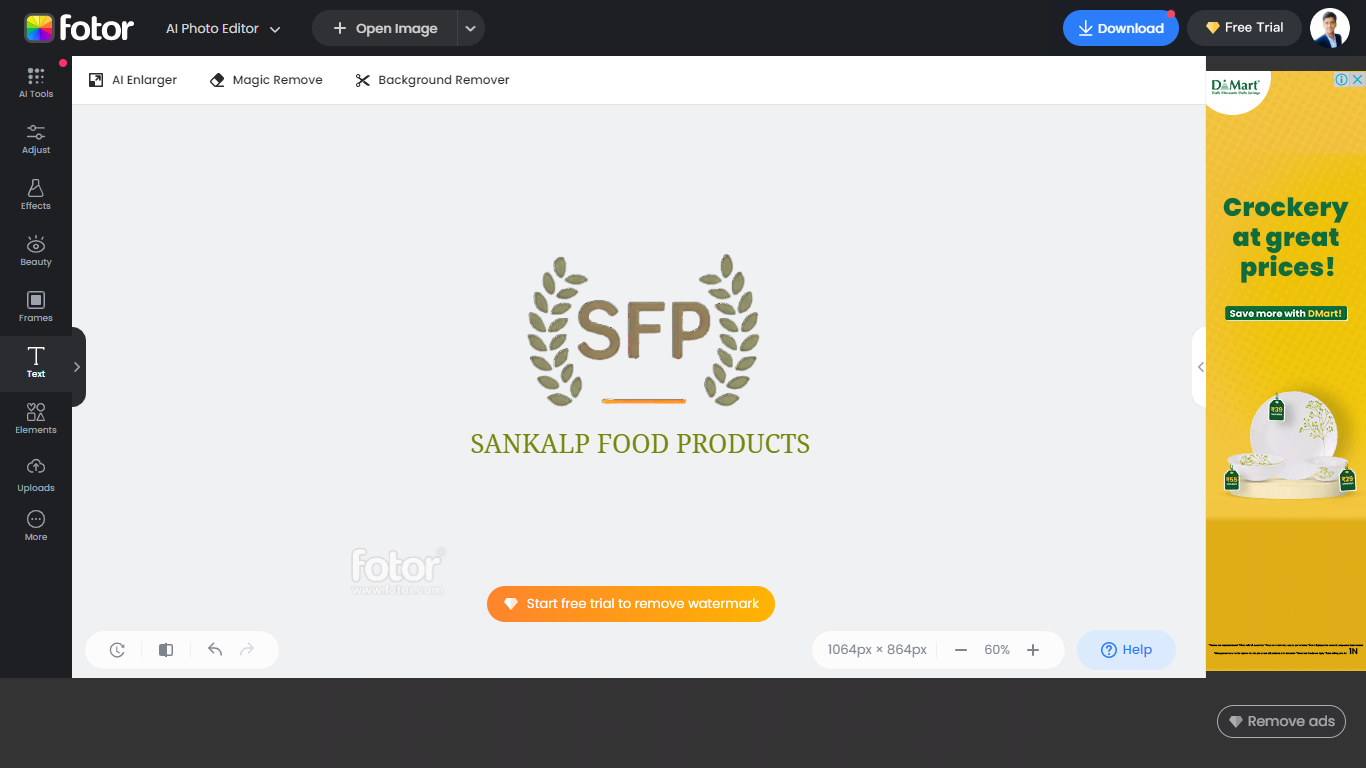 fotor
AI Photo Editor
Open Image
Download
Free Trial
AI Tools
Adjust
Effects
Beauty
Frames
Text
Elements
Uploads
More
AI Enlarger
Magic Remove
Background Remover
SFP
SANKALP FOOD PRODUCTS
fotor
www.fotor.com
Start free trial to remove watermark
1064px × 864px
60%
Help
DMart
Crockery
at great
prices!
Save more with DMart!
₹39
₹55
₹29
Remove ads